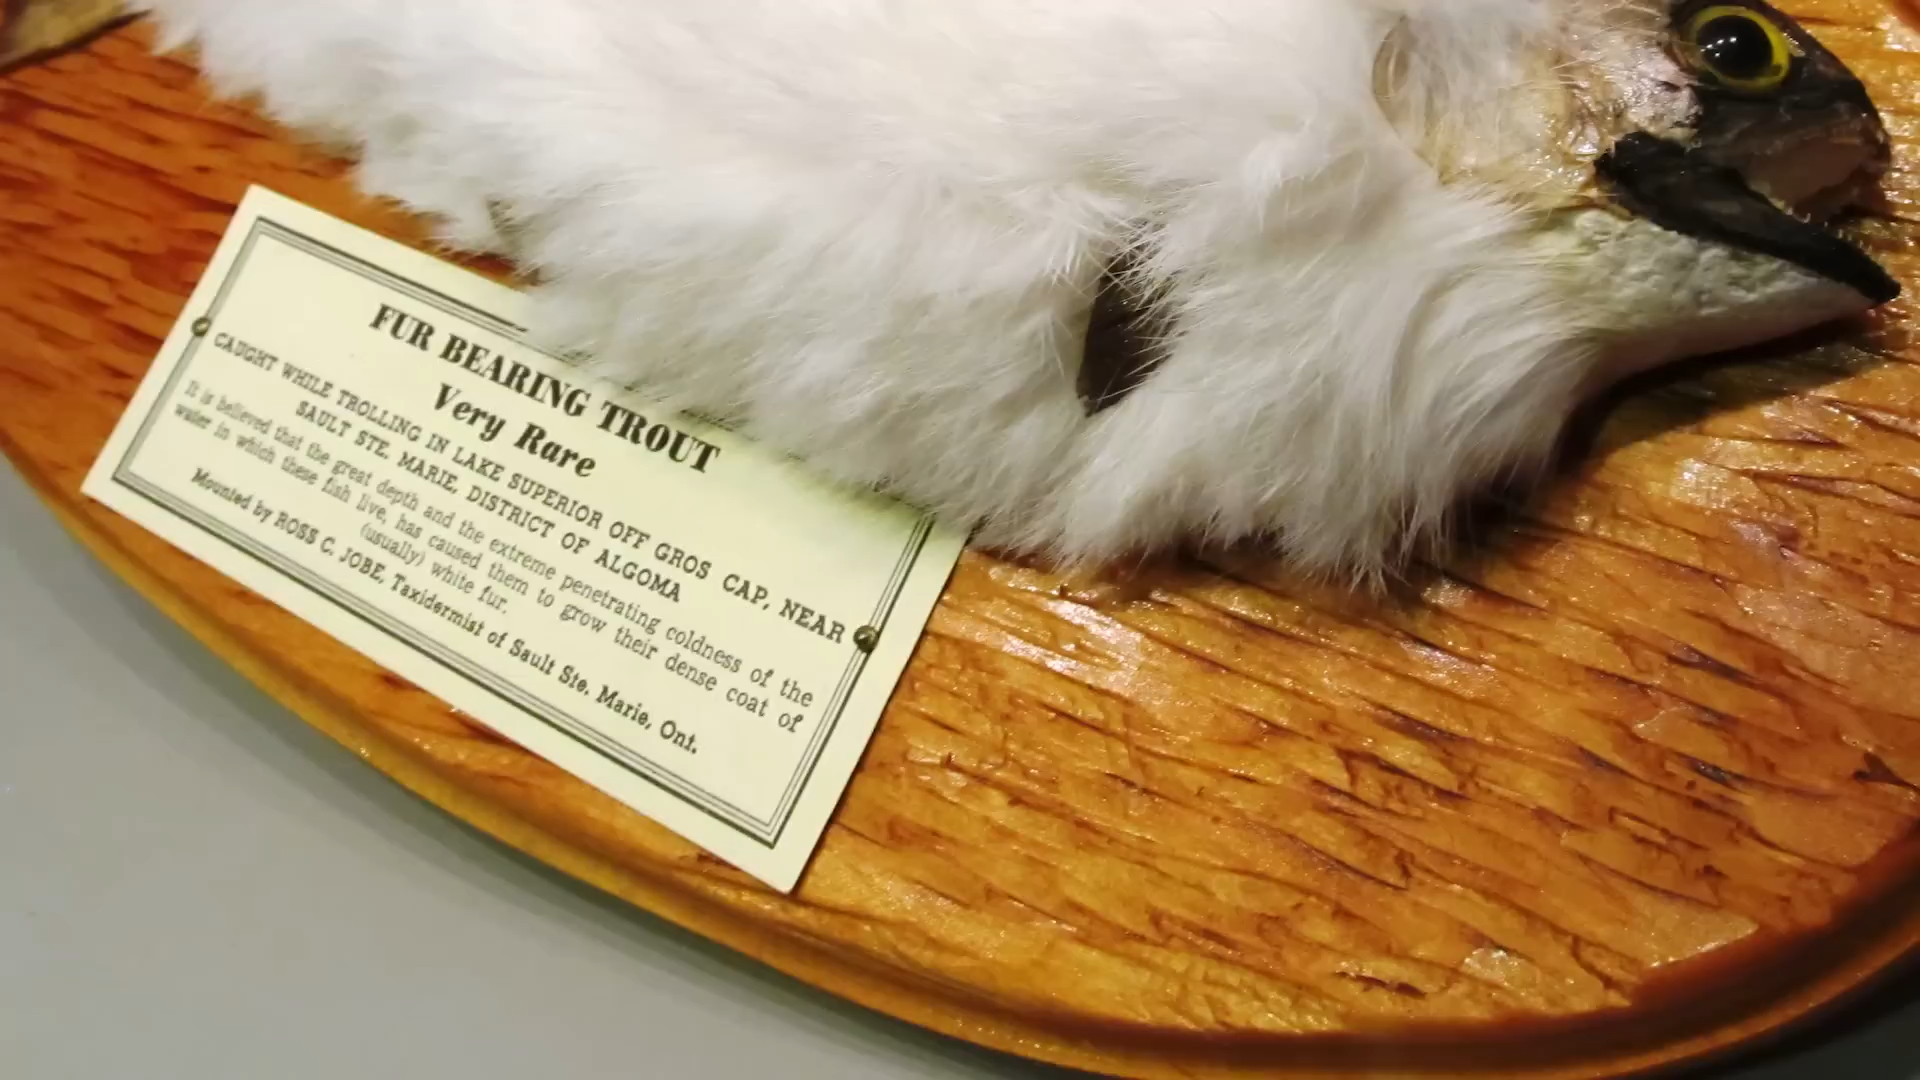 FUR BEARING TROUT
Very Rare
CAUGHT WHILE TROLLING IN LAKE SUPERIOR OFF GROS CAP, NEAR
SAULT STE. MARIE, DISTRICT OF ALGOMA
It is believed that the great depth and the extreme penetrating coldness of the
water in which these fish live, has caused them to grow their dense coat of
(usually) white fur.
Mounted by ROSS C. JOBE, Taxidermist of Sault Ste. Marie, Ont.